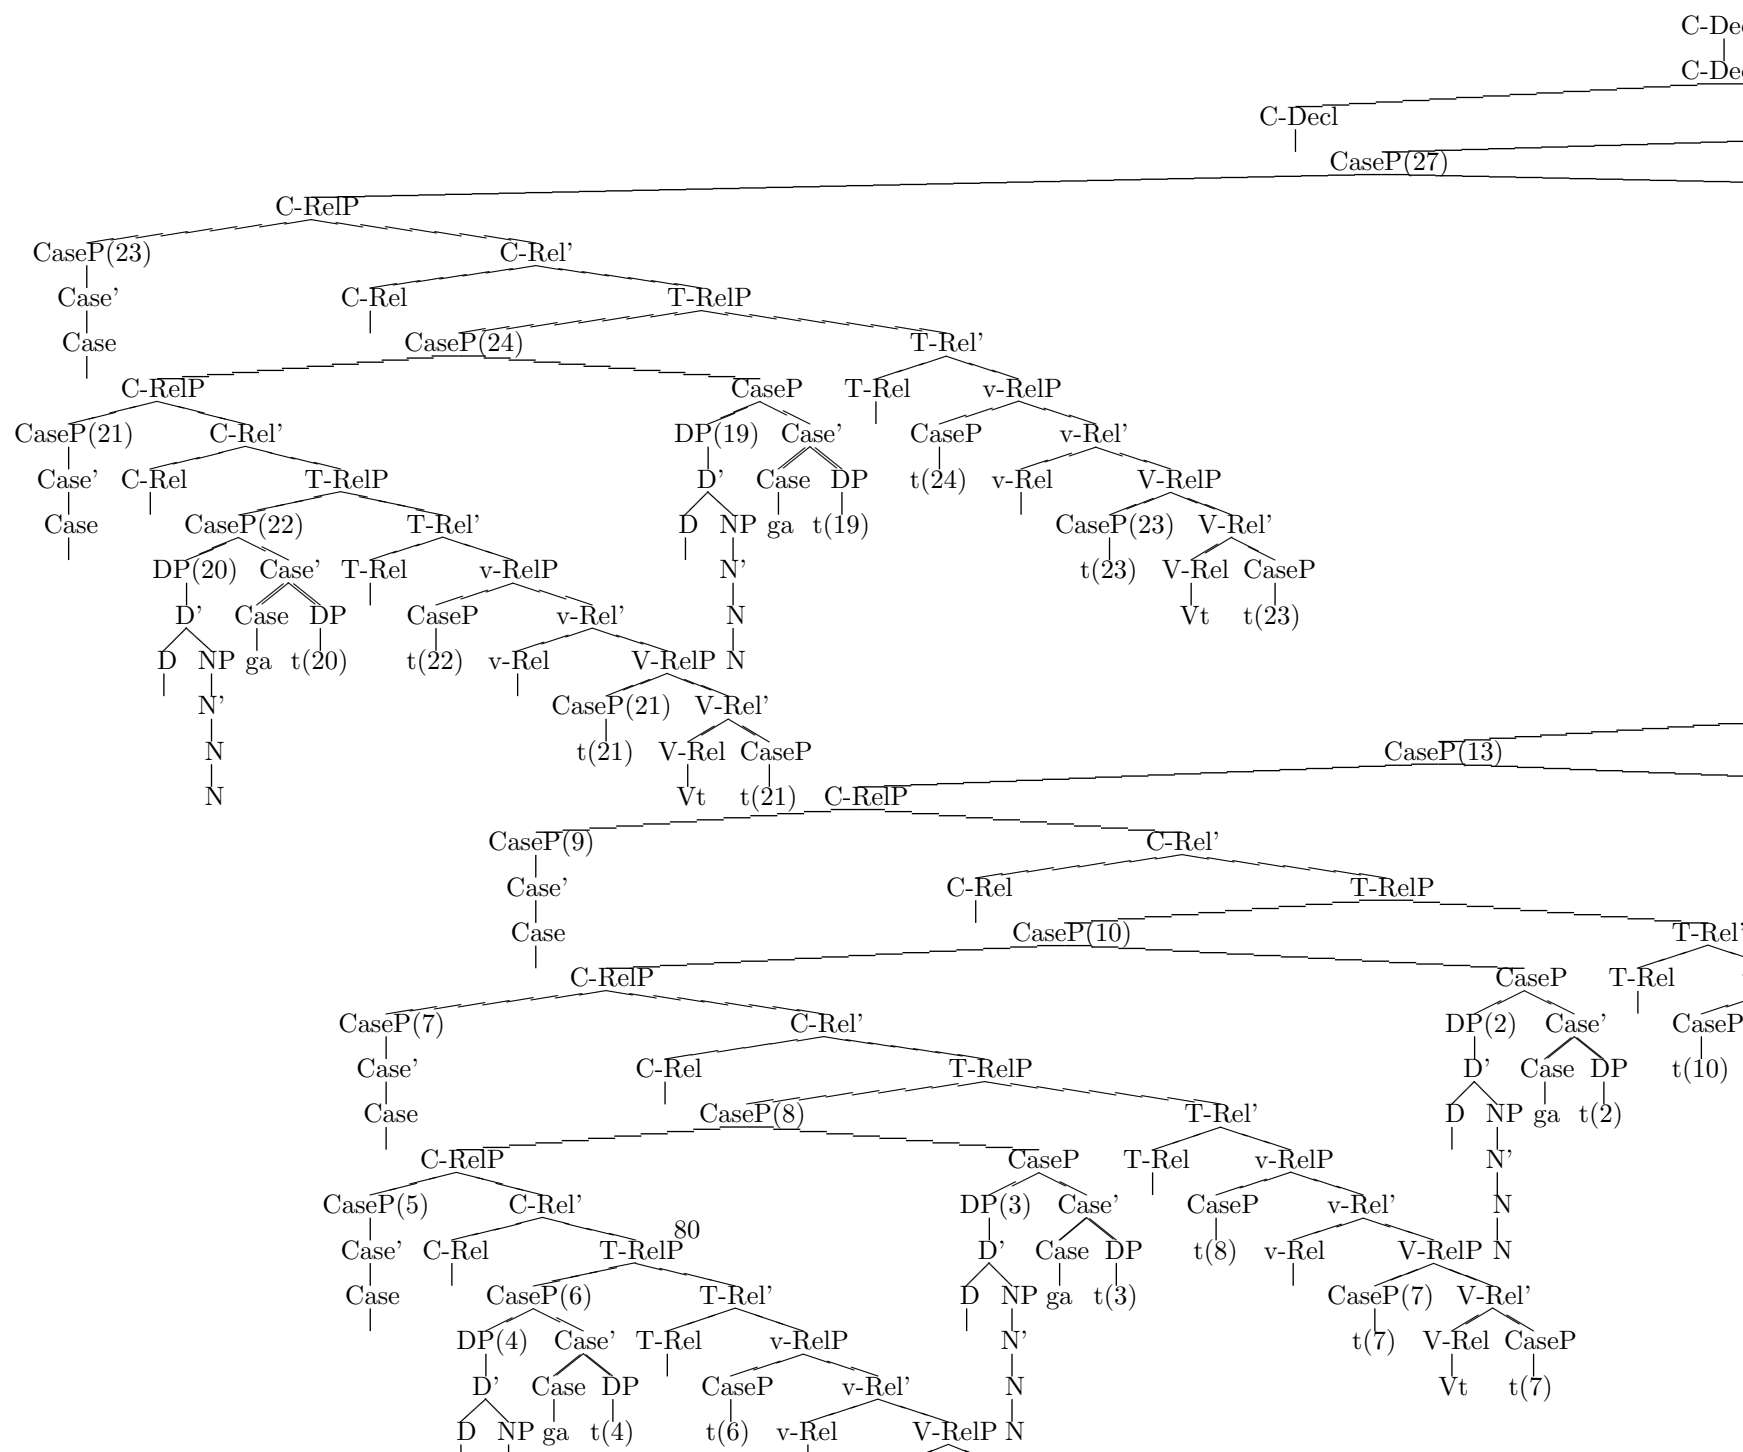 C-Dec
C-Dec
C-Decl
CaseP(27)
C-RelP
CaseP(23) C-Rel'
Case' C-Rel T-RelP
Case CaseP(24) T-Rel'
C-RelP CaseP T-Rel v-RelP
CaseP(21) C-Rel' DP(19) Case' CaseP v-Rel'
Case' C-Rel T-RelP D' Case DP t(24) v-Rel V-RelP
Case CaseP(22) T-Rel' D NP ga t(19) CaseP(23) V-Rel'
DP(20) Case' T-Rel v-RelP N' t(23) V-Rel CaseP
D' Case DP CaseP v-Rel' N Vt t(23)
D NP ga t(20) t(22) v-Rel V-RelP N
N' CaseP(21) V-Rel'
N t(21) V-Rel CaseP CaseP(13)
N Vt t(21) C-RelP
CaseP(9) C-Rel'
Case' C-Rel T-RelP
Case CaseP(10) T-Rel'
C-RelP CaseP T-Rel
CaseP(7) C-Rel' DP(2) Case' CaseP
Case' C-Rel T-RelP D' Case DP t(10)
Case CaseP(8) T-Rel' D NP ga t(2)
C-RelP CaseP T-Rel v-RelP N'
CaseP(5) C-Rel' DP(3) Case' CaseP v-Rel' N
80
Case' C-Rel T-RelP D' Case DP t(8) v-Rel V-RelP N
Case CaseP(6) T-Rel' D NP ga t(3) CaseP(7) V-Rel'
DP(4) Case' T-Rel v-RelP N' t(7) V-Rel CaseP
D' Case DP CaseP v-Rel' N Vt t(7)
D NP ga t(4) t(6) v-Rel V-RelP N